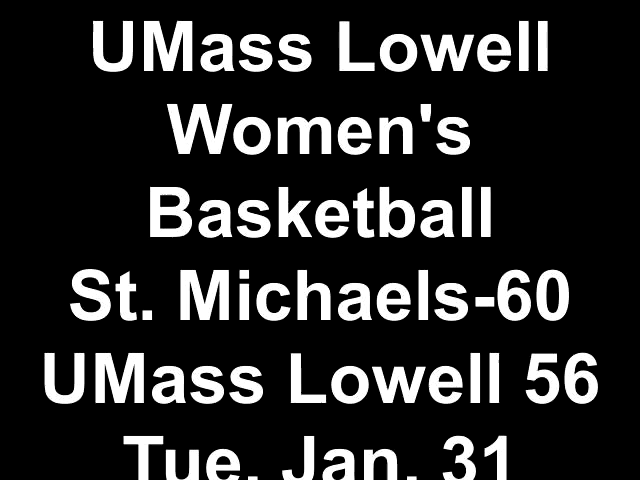 UMass Lowell
Women's
Basketball
St. Michaels-60
UMass Lowell 56
Tue. Jan. 31